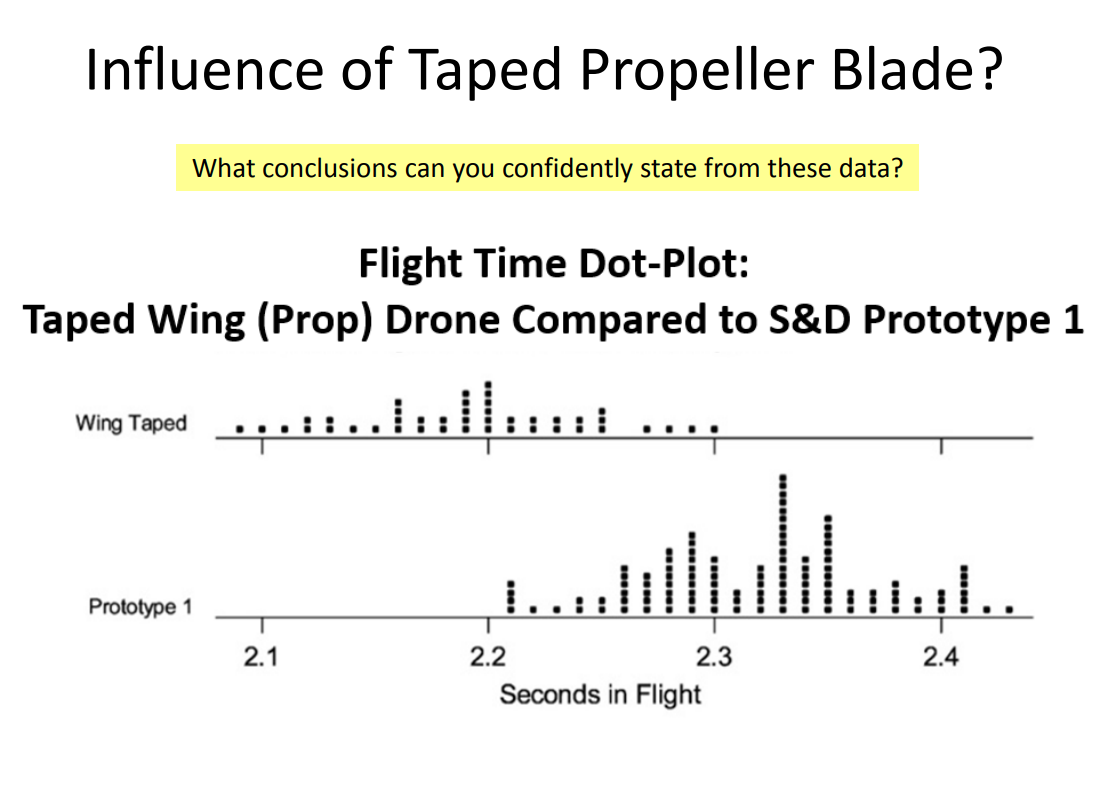 Influence of Taped Propeller Blade?
What conclusions can you confidently state from these data?
Flight Time Dot-Plot:
Taped Wing (Prop) Drone Compared to S&D Prototype 1
Wing Taped
Prototype 1
2.1 2.2 2.3 2.4
Seconds in Flight